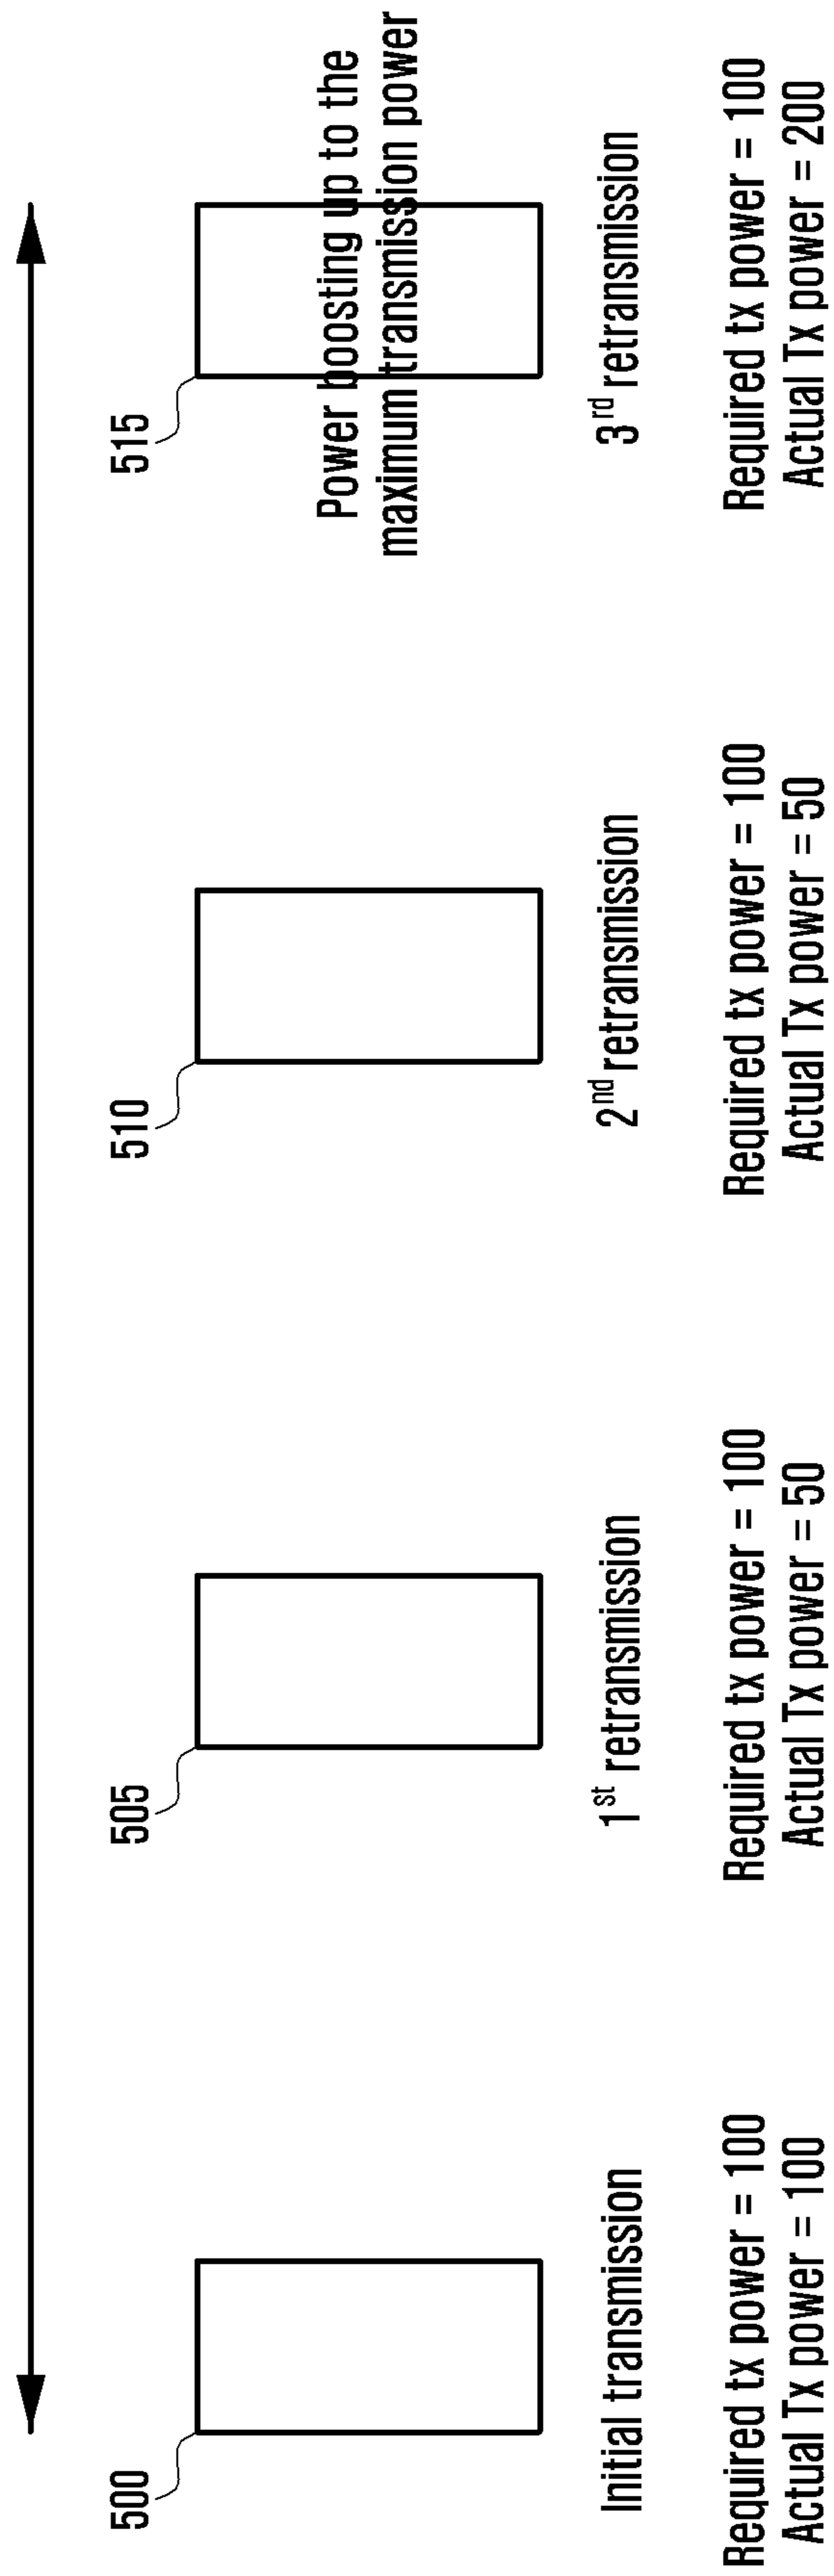 500
505
510
515
Power boosting up to the
maximum transmission power
Initial transmission
1st retransmission
2nd retransmission
3rd retransmission
Required tx power = 100
Actual Tx power = 100
Required tx power = 100
Actual Tx power = 50
Required tx power = 100
Actual Tx power = 50
Required tx power = 100
Actual Tx power = 200